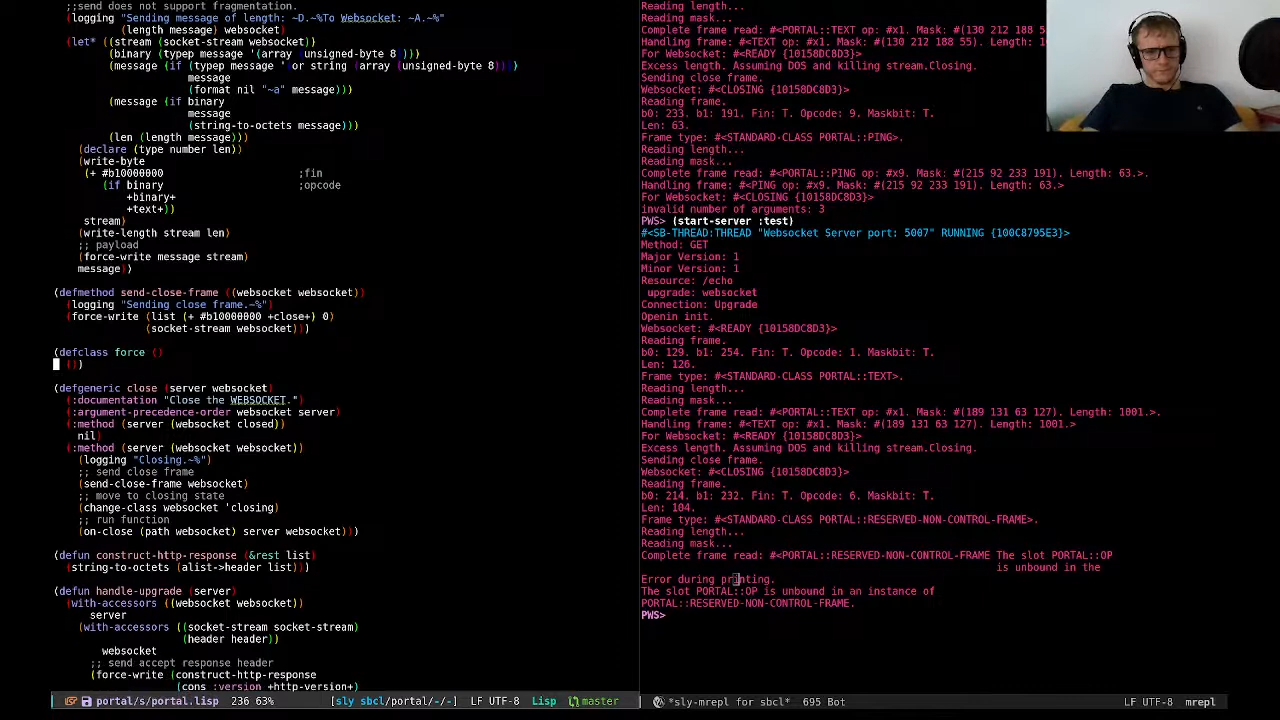 ;;send does not support fragmentation.
(logging "Sending message of length: ~D.~%To Websocket: ~A.~%"
(length message) websocket)
(let* ((stream (socket-stream websocket))
(binary (typep message '(array (unsigned-byte 8))))
(message (if (typep message '(or string (array (unsigned-byte 8))))
message
(format nil "~a" message)))
(message (if binary
message
(string-to-octets message)))
(len (length message)))
(declare (type number len))
(write-byte
(+ #b10000000 ;fin
(if binary ;opcode
+binary+
+text+))
stream)
(write-length stream len)
;; payload
(force-write message stream)
message))
(defmethod send-close-frame ((websocket websocket))
(logging "Sending close frame.~%")
(force-write (list (+ #b10000000 +close+) 0)
(socket-stream websocket)))
(defclass force ()
())
(defgeneric close (server websocket)
(:documentation "Close the WEBSOCKET.")
(:argument-precedence-order websocket server)
(:method (server (websocket closed))
nil)
(:method (server (websocket websocket))
(logging "Closing.~%")
;; send close frame
(send-close-frame websocket)
;; move to closing state
(change-class websocket 'closing)
;; run function
(on-close (path websocket) server websocket)))
(defun construct-http-response (&rest list)
(string-to-octets (alist->header list)))
(defun handle-upgrade (server)
(with-accessors ((websocket websocket))
server
(with-accessors ((socket-stream socket-stream)
(header header))
websocket
;; send accept response header
(force-write (construct-http-response
(cons :version +http-version+)
portal/s/portal.lisp 236 63% [sly sbcl/portal/-/-] LF UTF-8 Lisp master
Reading length...
Reading mask...
Complete frame read: #<PORTAL::TEXT op: #x1. Mask: #(130 212 188 55)
Handling frame: #<TEXT op: #x1. Mask: #(130 212 188 55). Length:
For Websocket: #<READY {10158DC8D3}>
Excess length. Assuming DOS and killing stream.Closing.
Sending close frame.
Websocket: #<CLOSING {10158DC8D3}>
Reading frame.
b0: 233. b1: 191. Fin: T. Opcode: 9. Maskbit: T.
Len: 63.
Frame type: #<STANDARD-CLASS PORTAL::PING>.
Reading length...
Reading mask...
Complete frame read: #<PORTAL::PING op: #x9. Mask: #(215 92 233 191). Length: 63.>.
Handling frame: #<PING op: #x9. Mask: #(215 92 233 191). Length: 63.>
For Websocket: #<CLOSING {10158DC8D3}>
invalid number of arguments: 3
PWS> (start-server :test)
#<SB-THREAD:THREAD "Websocket Server port: 5007" RUNNING {100C8795E3}>
Method: GET
Major Version: 1
Minor Version: 1
Resource: /echo
upgrade: websocket
Connection: Upgrade
Openin init.
Websocket: #<READY {10158DC8D3}>
Reading frame.
b0: 129. b1: 254. Fin: T. Opcode: 1. Maskbit: T.
Len: 126.
Frame type: #<STANDARD-CLASS PORTAL::TEXT>.
Reading length...
Reading mask...
Complete frame read: #<PORTAL::TEXT op: #x1. Mask: #(189 131 63 127). Length: 1001.>.
Handling frame: #<TEXT op: #x1. Mask: #(189 131 63 127). Length: 1001.>
For Websocket: #<READY {10158DC8D3}>
Excess length. Assuming DOS and killing stream.Closing.
Sending close frame.
Websocket: #<CLOSING {10158DC8D3}>
Reading frame.
b0: 214. b1: 232. Fin: T. Opcode: 6. Maskbit: T.
Len: 104.
Frame type: #<STANDARD-CLASS PORTAL::RESERVED-NON-CONTROL-FRAME>.
Reading length...
Reading mask...
Complete frame read: #<PORTAL::RESERVED-NON-CONTROL-FRAME The slot PORTAL::OP
is unbound in the
Error during printing.
The slot PORTAL::OP is unbound in an instance of
PORTAL::RESERVED-NON-CONTROL-FRAME.
PWS>
*sly-mrepl for sbcl* 695 Bot LF UTF-8 mrepl